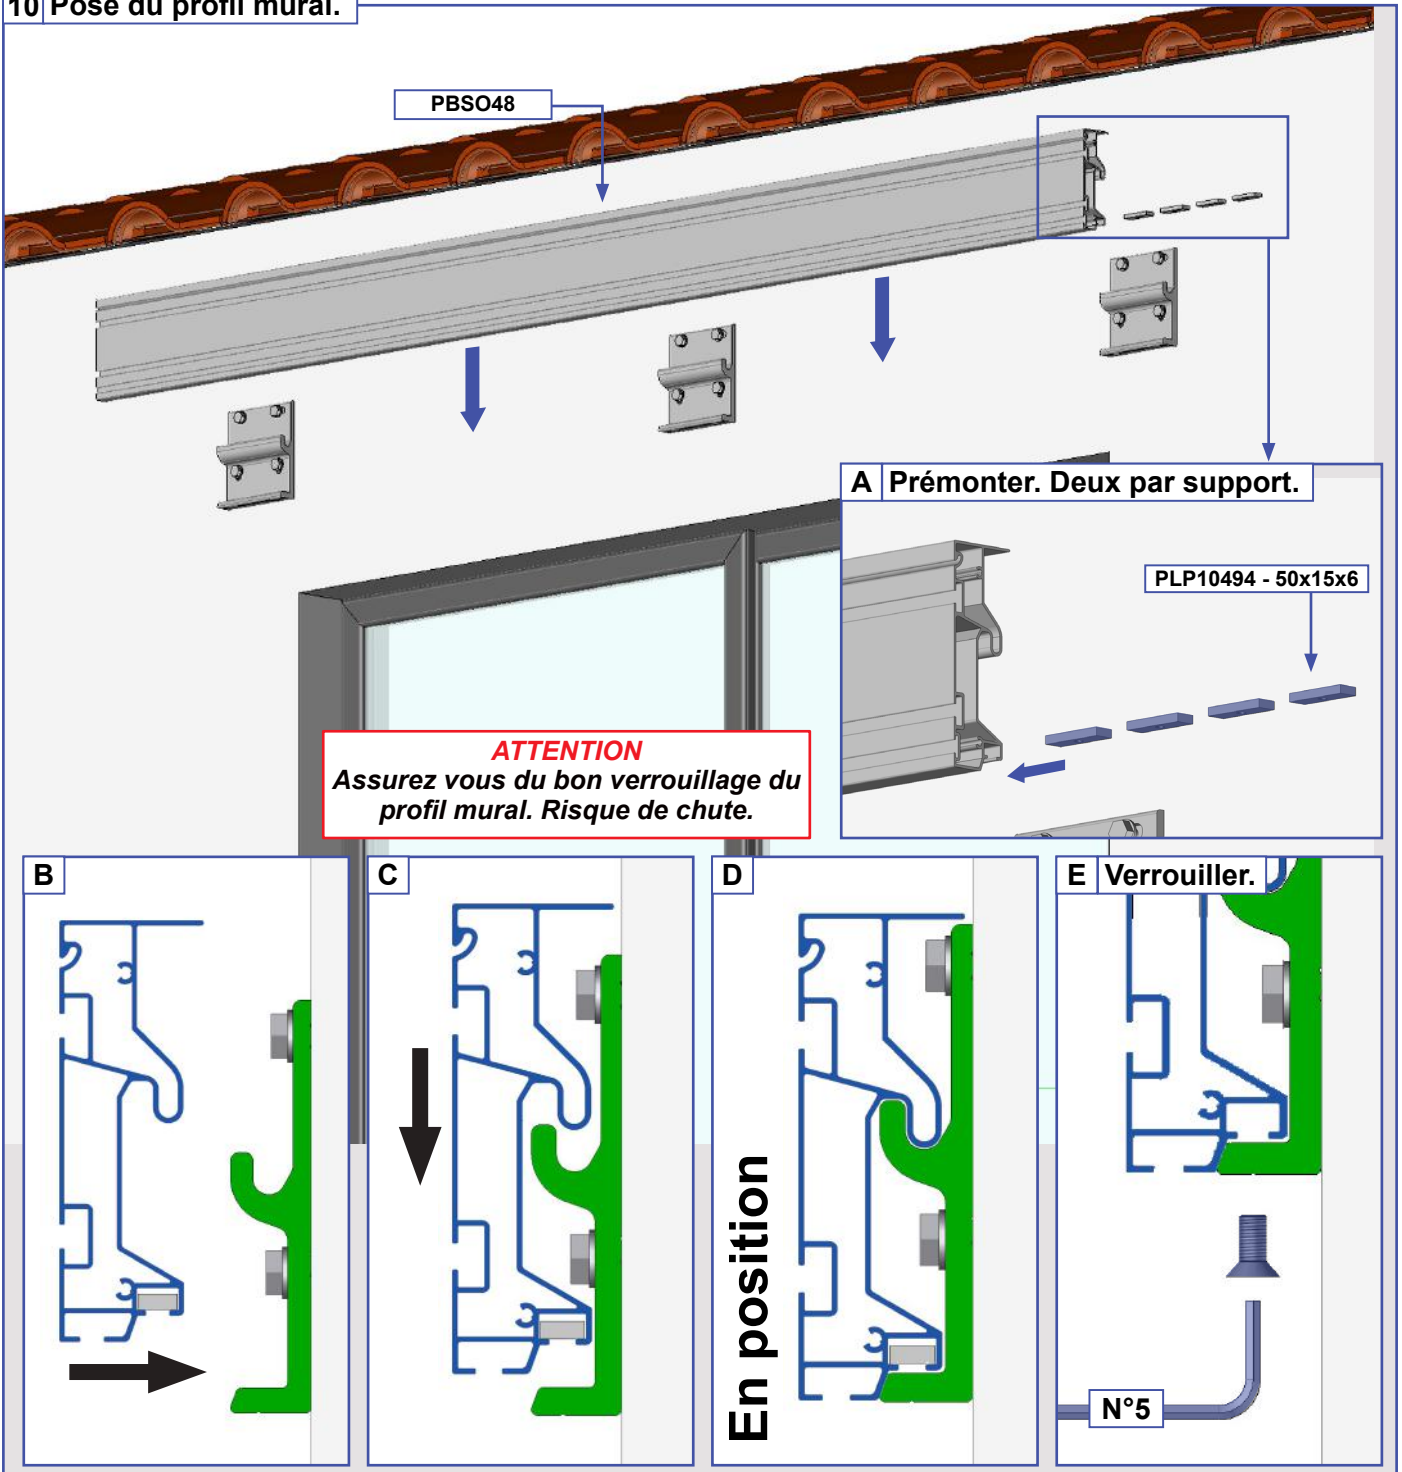 10 Pose du profil mural.
PBSO48
A Prémonter. Deux par support.
PLP10494 - 50x15x6
ATTENTION
Assurez vous du bon verrouillage du
profil mural. Risque de chute.
B
C
D
E Verrouiller.
En position
N°5